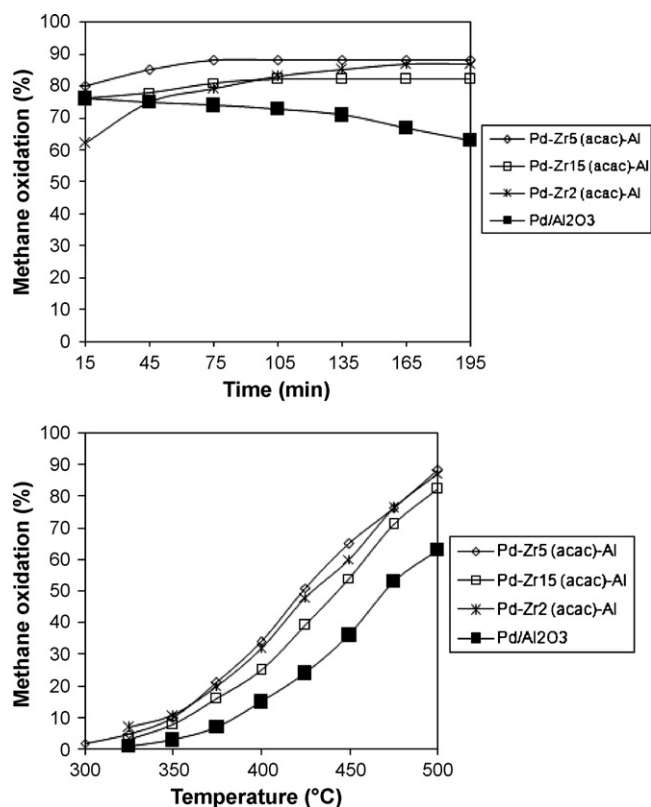 Methane oxidation (%)
100
90
80
70
60
50
40
30
20
10
0
15 45 75 105 135 165 195
Time (min)
Pd-Zr5 (acac)-Al
Pd-Zr15 (acac)-Al
Pd-Zr2 (acac)-Al
Pd/Al2O3
Methane oxidation (%)
100
90
80
70
60
50
40
30
20
10
0
300 350 400 450 500
Temperature (°C)
Pd-Zr5 (acac)-Al
Pd-Zr15 (acac)-Al
Pd-Zr2 (acac)-Al
Pd/Al2O3